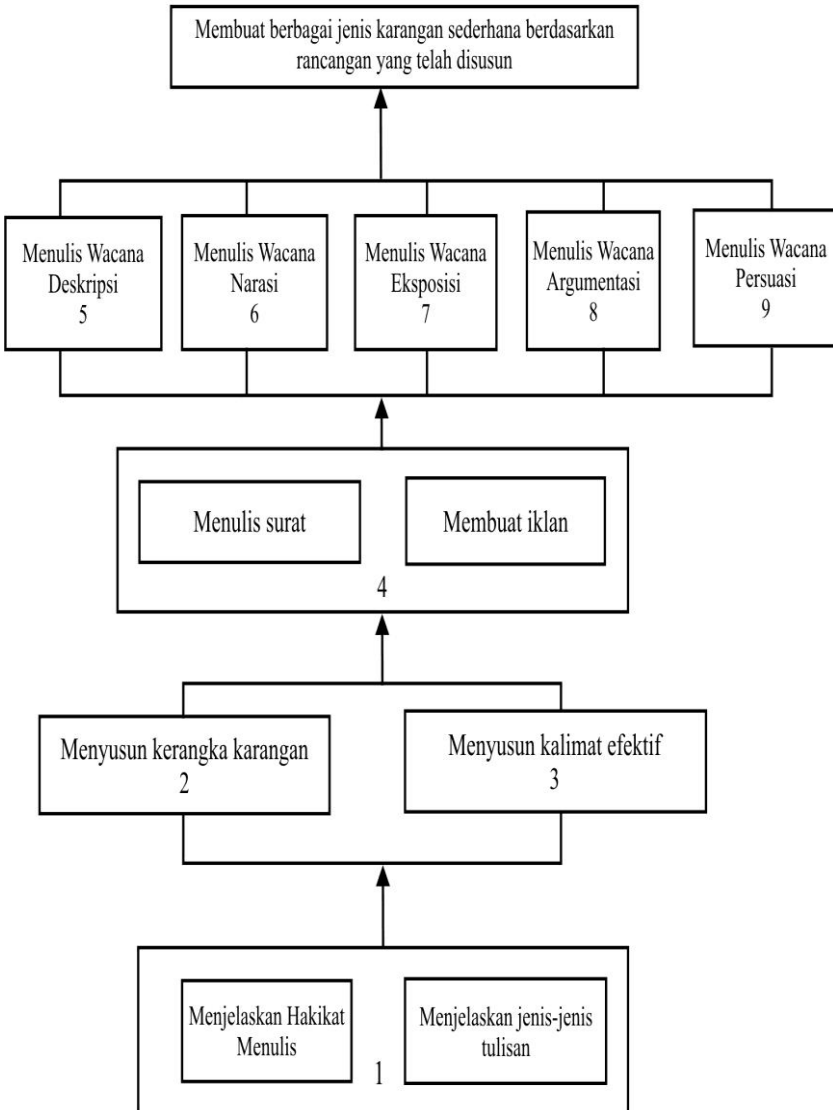 Membuat berbagai jenis karangan sederhana berdasarkan
rancangan yang telah disusun
Menulis Wacana
Deskripsi
5
Menulis Wacana
Narasi
6
Menulis Wacana
Eksposisi
7
Menulis Wacana
Argumentasi
8
Menulis Wacana
Persuasi
9
Menulis surat
Membuat iklan
4
Menyusun kerangka karangan
2
Menyusun kalimat efektif
3
Menjelaskan Hakikat
Menulis
Menjelaskan jenis-jenis
tulisan
1